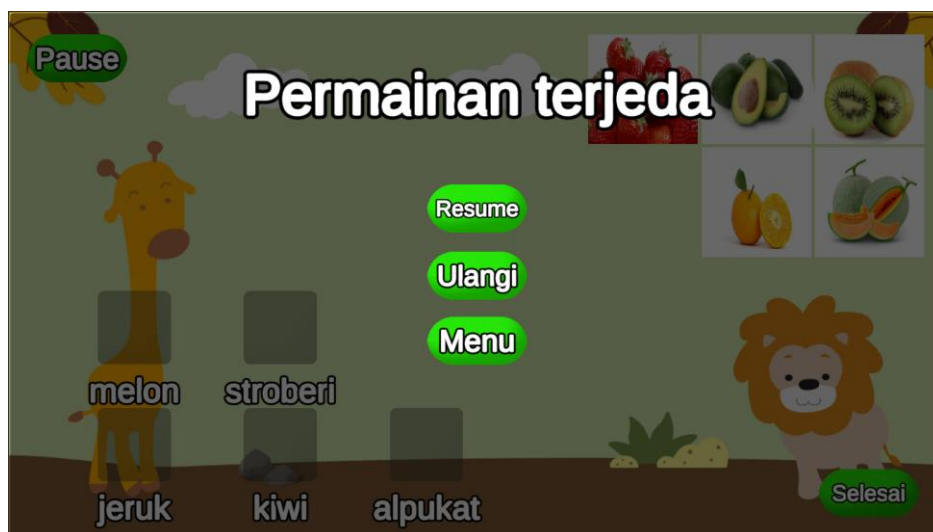 Pause
Permainan terjeda
Resume
Ulangi
Menu
melon stroberi
jeruk kiwi alpukat
Selesai